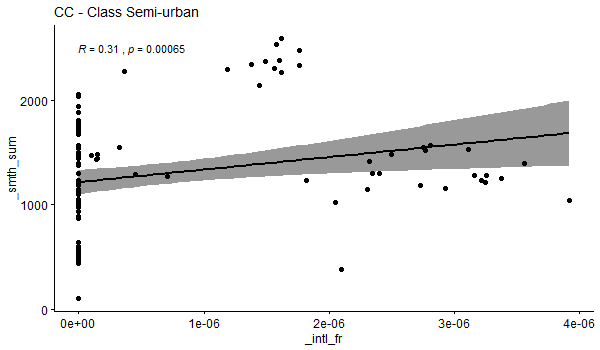 CC - Class Semi-urban
R = 0.31 , p = 0.00065
2000
1000
0
_smth_sum
0e+00 1e-06 2e-06 3e-06 4e-06
_intl_fr